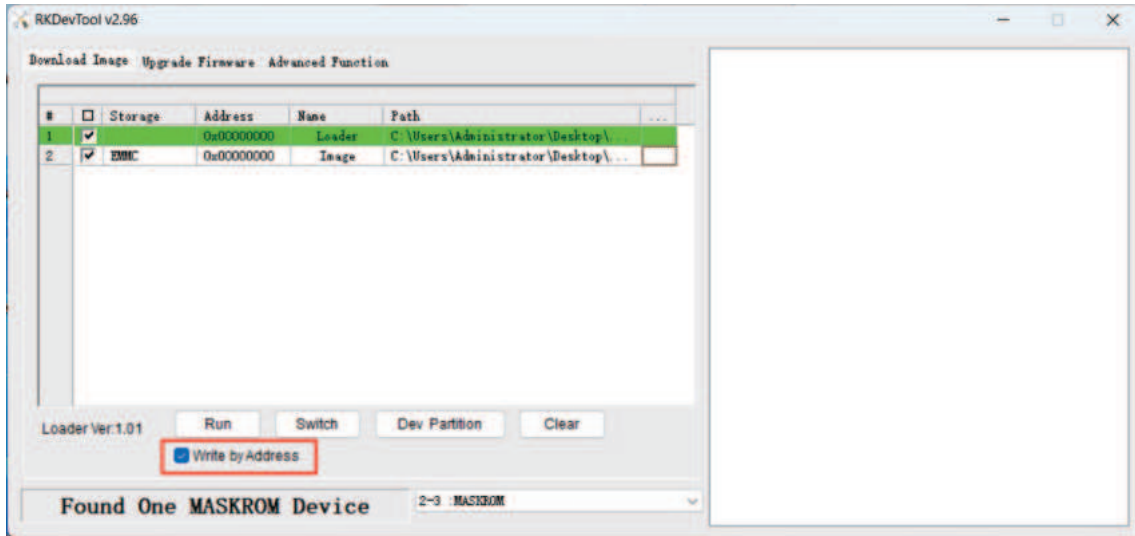 RKDevTool v2.96
Download Image Upgrade Firmware Advanced Function
# Storage Address Name Path ...
1 0x00000000 Loader C:\Users\Administrator\Desktop\...
2 EMMC 0x00000000 Image C:\Users\Administrator\Desktop\...
Loader Ver:1.01 Run Switch Dev Partition Clear
Write by Address
Found One MASKROM Device 2-3 :MASKROM